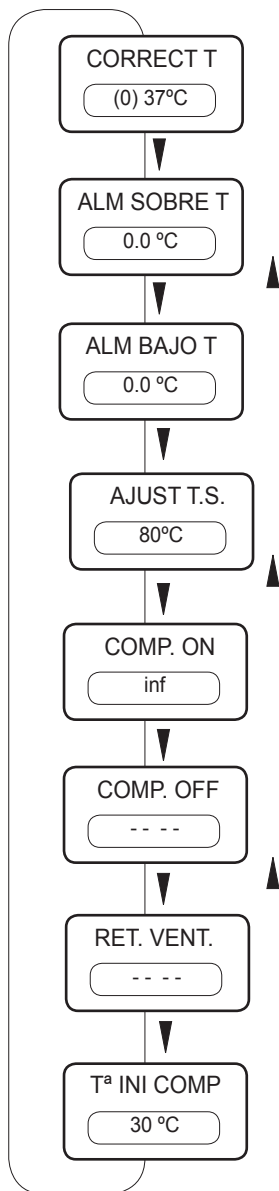 CORRECT T
(0) 37ºC
ALM SOBRE T
0.0 ºC
ALM BAJO T
0.0 ºC
AJUST T.S.
80ºC
COMP. ON
inf
COMP. OFF
-- --
RET. VENT.
-- --
Tª INI COMP
30 ºC